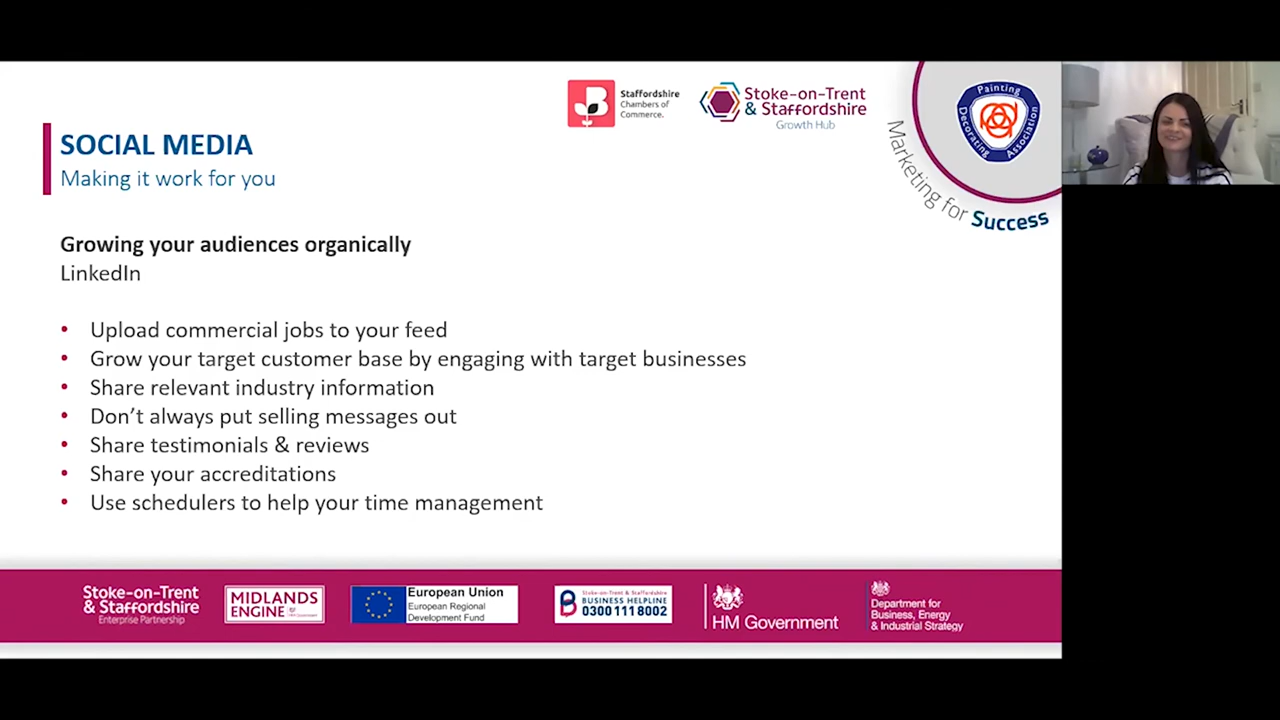 Staffordshire
Chambers of
Commerce.
Stoke-on-Trent
& Staffordshire
Growth Hub
Painting
Decorating
Association
Marketing for Success
SOCIAL MEDIA
Making it work for you
Growing your audiences organically
LinkedIn
• Upload commercial jobs to your feed
• Grow your target customer base by engaging with target businesses
• Share relevant industry information
• Don’t always put selling messages out
• Share testimonials & reviews
• Share your accreditations
• Use schedulers to help your time management
Stoke-on-Trent
& Staffordshire
Enterprise Partnership
MIDLANDS
ENGINE
European Union
European Regional
Development Fund
Stoke-on-Trent & Staffordshire
BUSINESS HELPLINE
0300 111 8002
HM Government
Department for
Business, Energy
& Industrial Strategy